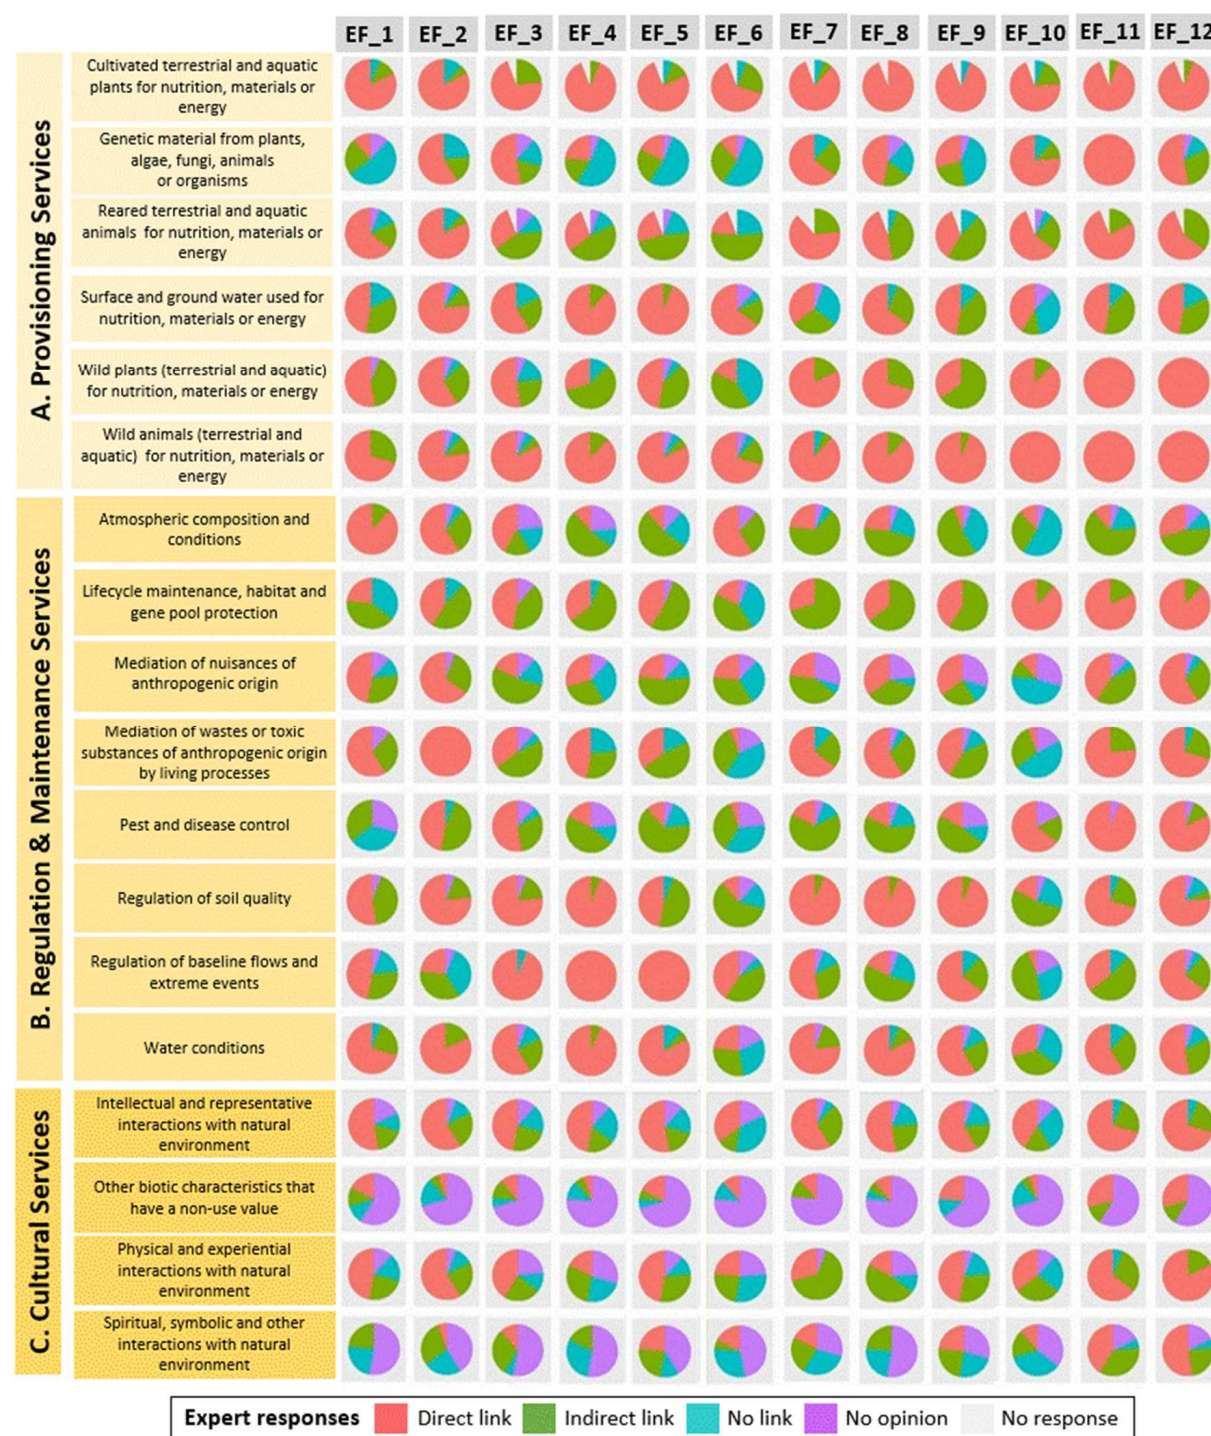 EF_1 EF_2 EF_3 EF_4 EF_5 EF_6 EF_7 EF_8 EF_9 EF_10 EF_11 EF_12
A. Provisioning Services
Cultivated terrestrial and aquatic
plants for nutrition, materials or
energy
Genetic material from plants,
algae, fungi, animals
or organisms
Reared terrestrial and aquatic
animals for nutrition, materials or
energy
Surface and ground water used for
nutrition, materials or energy
Wild plants (terrestrial and aquatic)
for nutrition, materials or energy
Wild animals (terrestrial and
aquatic) for nutrition, materials or
energy
B. Regulation & Maintenance Services
Atmospheric composition and
conditions
Lifecycle maintenance, habitat and
gene pool protection
Mediation of nuisances of
anthropogenic origin
Mediation of wastes or toxic
substances of anthropogenic origin
by living processes
Pest and disease control
Regulation of soil quality
Regulation of baseline flows and
extreme events
Water conditions
C. Cultural Services
Intellectual and representative
interactions with natural
environment
Other biotic characteristics that
have a non-use value
Physical and experiential
interactions with natural
environment
Spiritual, symbolic and other
interactions with natural
environment
Expert responses Direct link Indirect link No link No opinion No response